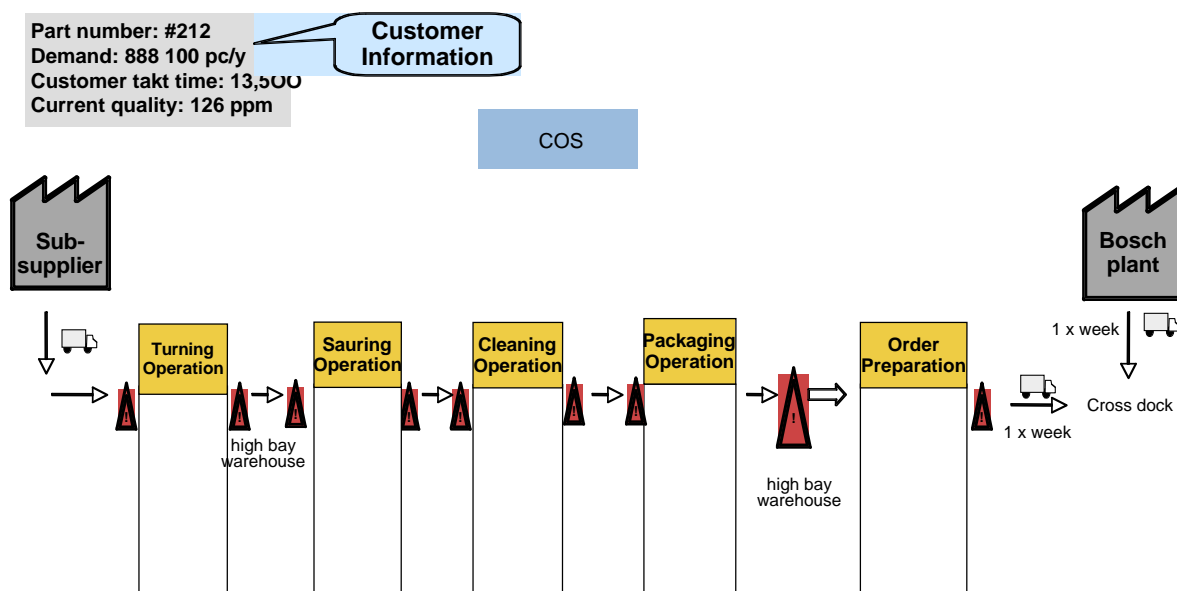 Part number: #212
Demand: 888 100 pc/y
Customer takt time: 13,5OO
Current quality: 126 ppm
Customer
Information
COS
Sub-
supplier
Bosch
plant
1 x week
Turning
Operation
Sauring
Operation
Cleaning
Operation
Packaging
Operation
Order
Preparation
!
!
!
!
!
!
!
!
!
high bay
warehouse
high bay
warehouse
Cross dock
1 x week